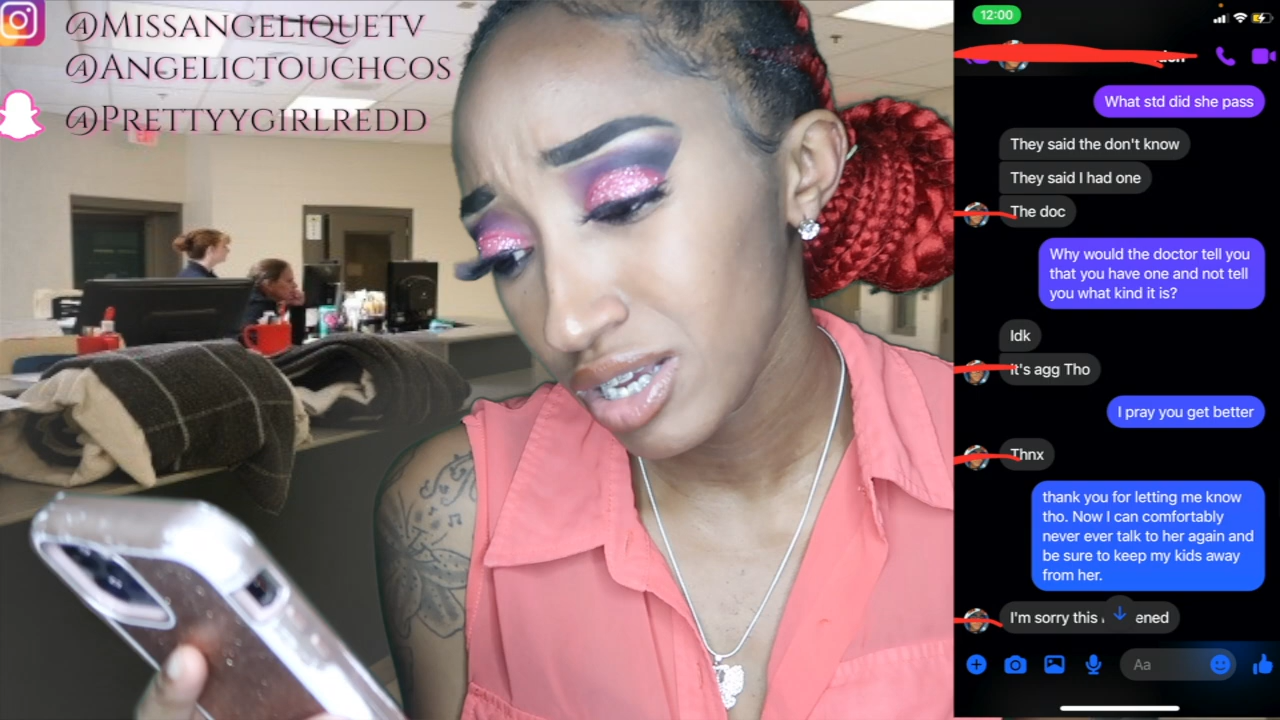 @MissAngeliqueTV
@AngelicTouchCos
@PrettyyGirlRedd
12:00
What std did she pass
They said the don't know
They said I had one
The doc
Why would the doctor tell you
that you have one and not tell
you what kind it is?
Idk
It's agg Tho
I pray you get better
Thnx
thank you for letting me know
tho. Now I can comfortably
never ever talk to her again and
be sure to keep my kids away
from her.
I'm sorry this ened
Aa